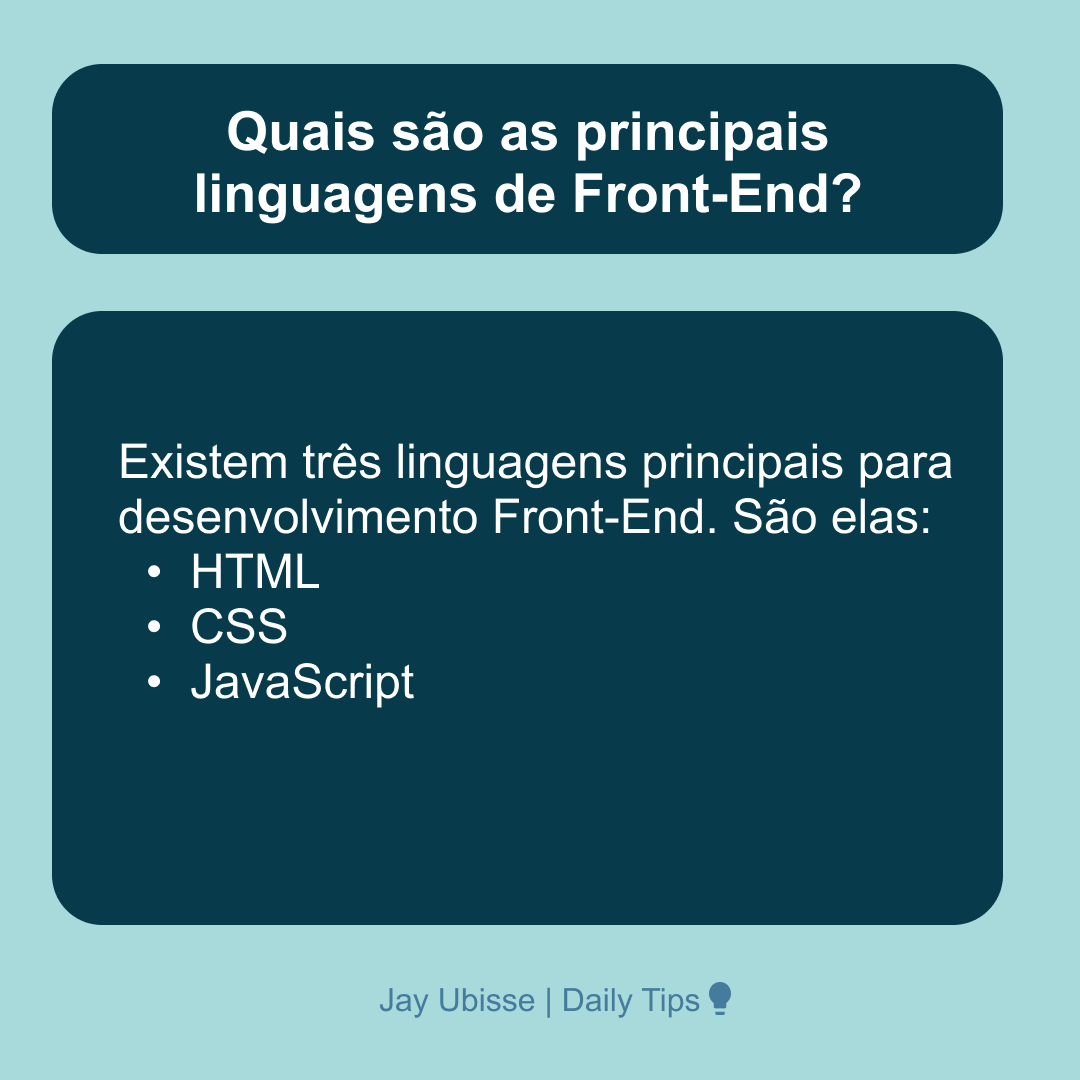 Quais são as principais
linguagens de Front-End?
Existem três linguagens principais para
desenvolvimento Front-End. São elas:
• HTML
• CSS
• JavaScript
Jay Ubisse | Daily Tips